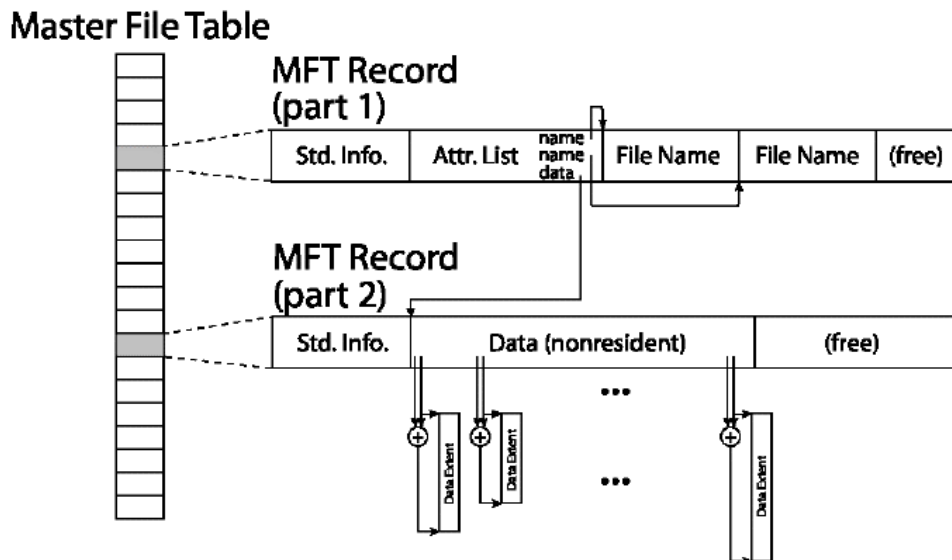 Master File Table
MFT Record
(part 1)
Std. Info.
Attr. List
name
name
data
File Name
File Name
(free)
MFT Record
(part 2)
Std. Info.
Data (nonresident)
(free)
...
Data Extent
Data Extent
...
Data Extent